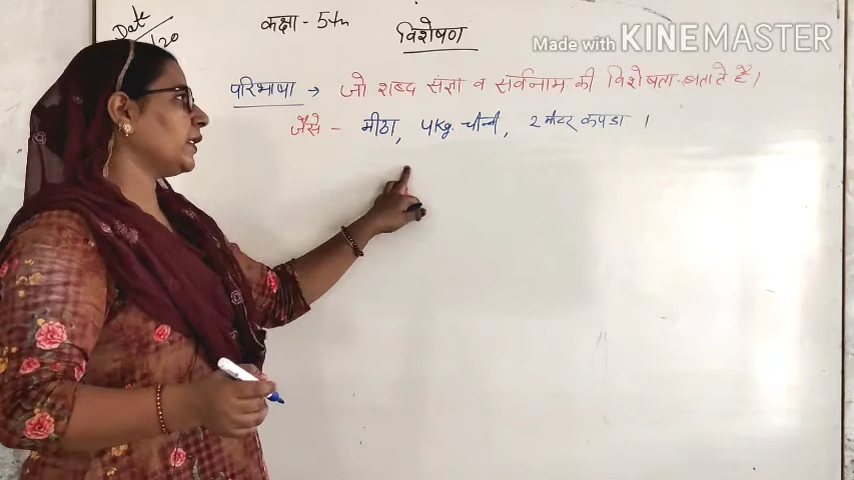 Date
/20
कक्षा - 5th
विशेषण
Made with KINEMASTER
परिभाषा → जो शब्द संज्ञा व सर्वनाम की विशेषता बताते है।
जैसे - मीठा, 4Kg. चीनी, 2 मीटर कपडा ।